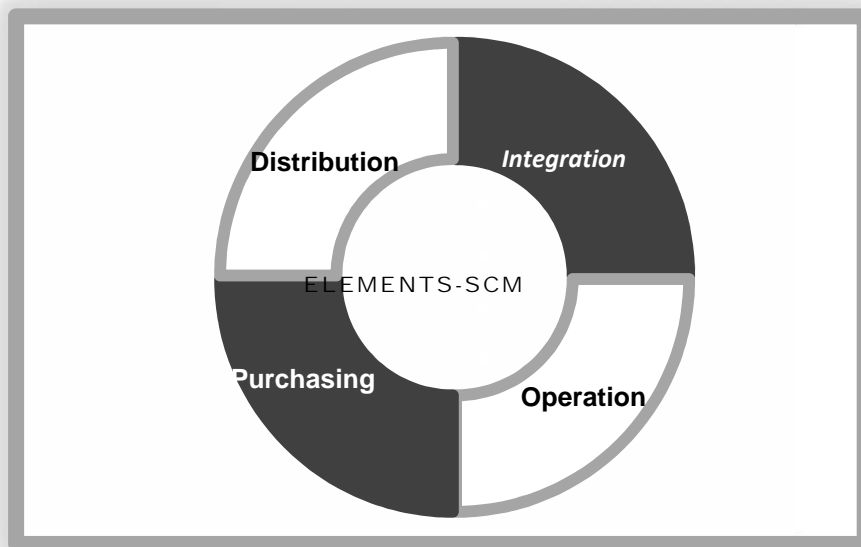 Distribution
Integration
ELEMENTS-SCM
Purchasing
Operation